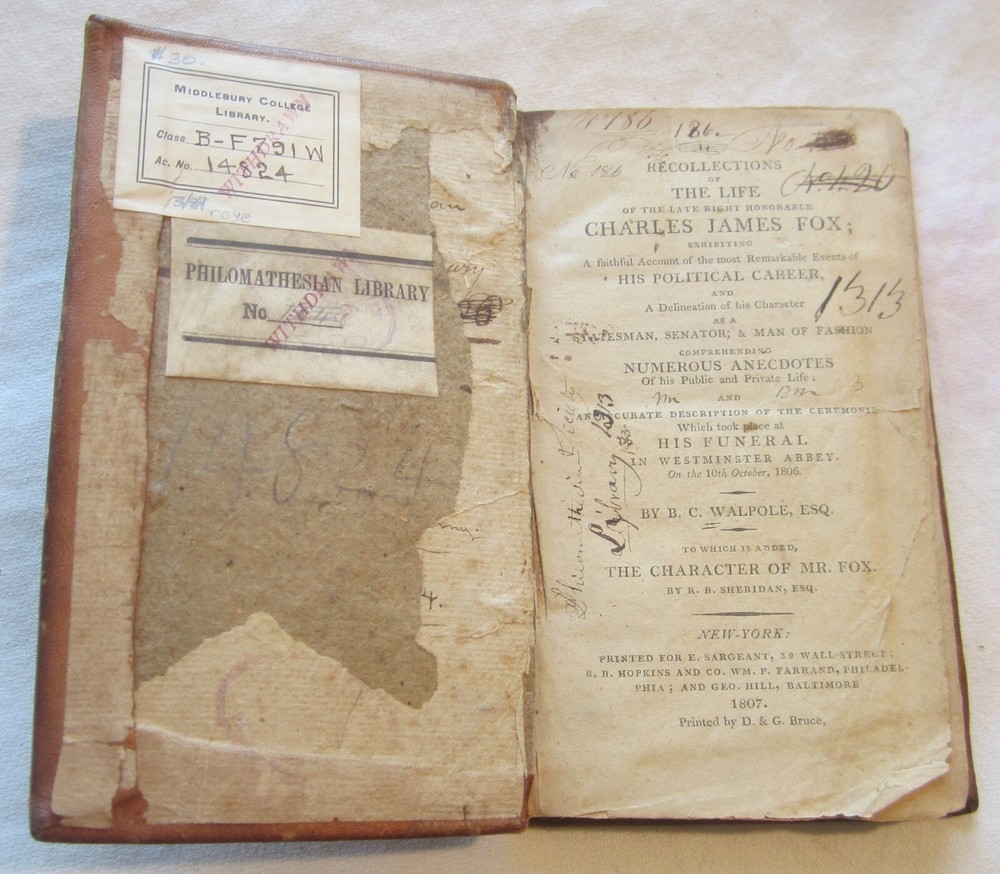 # 30.
MIDDLEBURY COLLEGE
LIBRARY.
Class B-F791W
Ac. No. 14824
WITHDRAWN
PHILOMATHESIAN LIBRARY
No
WITHDRAWN
4.
186.
No
No 186
No 420
RECOLLECTIONS
OF
THE LIFE
OF THE LATE RIGHT HONORABLE
CHARLES JAMES FOX;
EXHIBITING
A faithful Account of the most Remarkable Events of
HIS POLITICAL CAREER,
AND
A Delineation of his Character
AS A
STATESMAN, SENATOR; & MAN OF FASHION
1313
COMPREHENDING
NUMEROUS ANECDOTES
Of his Public and Private Life;
AND
AN ACCURATE DESCRIPTION OF THE CEREMONIE
Which took place at
HIS FUNERAL
IN WESTMINSTER ABBEY.
On the 10th October, 1806.
BY B. C. WALPOLE, ESQ.
TO WHICH IS ADDED,
THE CHARACTER OF MR. FOX.
BY R. B. SHERIDAN, ESQ.
NEW-YORK:
PRINTED FOR E. SARGEANT, 39 WALL-STREET;
B. B. HOPKINS AND CO. WM. P. FARRAND, PHILADEL-
PHIA; AND GEO. HILL, BALTIMORE
1807.
Printed by D. & G. Bruce,
Library 1313